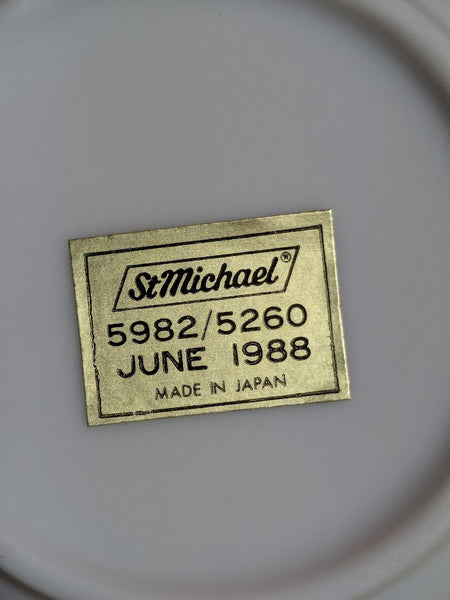 StMichael®
5982/5260
JUNE 1988
MADE IN JAPAN